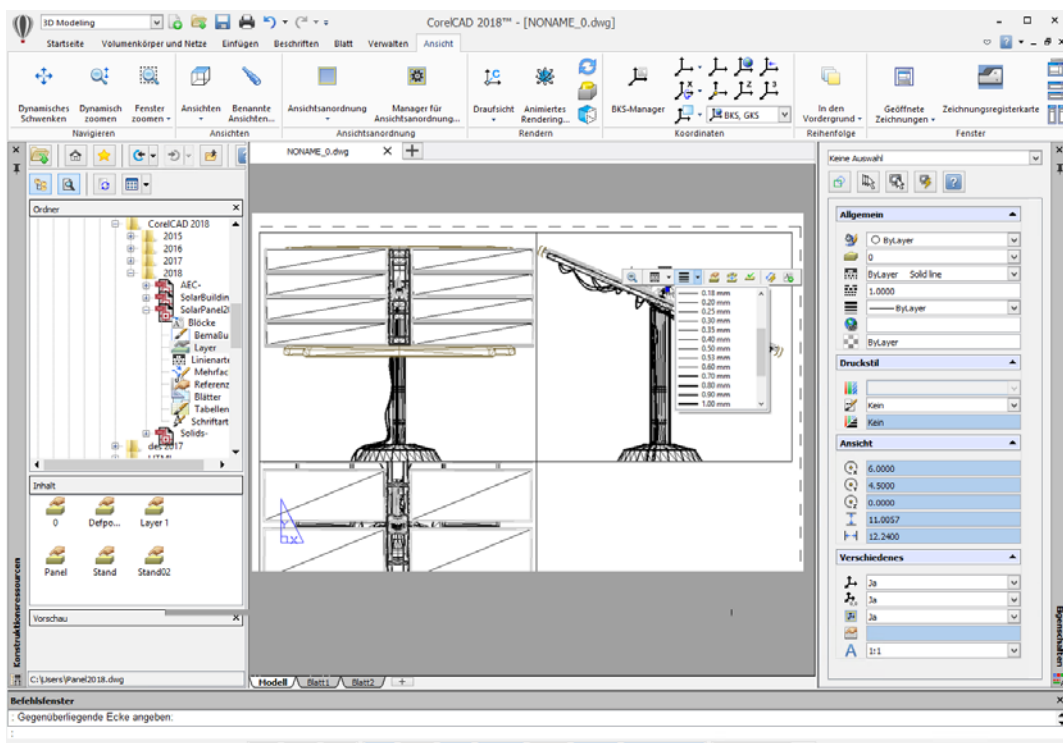 3D Modeling
CorelCAD 2018™ - [NONAME_0.dwg]
Startseite Volumenkörper und Netze Einfügen Beschriften Blatt Verwalten Ansicht
Dynamisches Schwenken
Dynamisch zoomen
Fenster zoomen
Ansichten
Benannte Ansichten...
Ansichtsanordnung
Manager für Ansichtsanordnung...
Draufsicht
Animiertes Rendering...
BKS-Manager
BKS, GKS
In den Vordergrund
Geöffnete Zeichnungen
Zeichnungsregisterkarte
Navigieren
Ansichten
Ansichtsanordnung
Rendern
Koordinaten
Reihenfolge
Fenster
NONAME_0.dwg
Ordner
CorelCAD 2018
2015
2016
2017
2018
AEC-
SolarBuildin
SolarPanel2
Blöcke
Bemaßu
Layer
Linienarte
Mehrfac
Referenz
Blätter
Tabellen
Schriftart
Solids-
des 2017
HTML
Inhalt
0
Defpo...
Layer 1
Panel
Stand
Stand02
Vorschau
Konstruktionsressourcen
C:\Users\Panel2018.dwg
0.18 mm
0.20 mm
0.25 mm
0.30 mm
0.35 mm
0.40 mm
0.50 mm
0.53 mm
0.60 mm
0.70 mm
0.80 mm
0.90 mm
1.00 mm
X
Modell
Blatt1
Blatt2
Keine Auswahl
Allgemein
ByLayer
0
ByLayer Solid line
1.0000
ByLayer
ByLayer
Druckstil
Kein
Kein
Ansicht
6.0000
4.5000
0.0000
11.0057
12.2400
Verschiedenes
Ja
Ja
Ja
1:1
Eigenschaften
Befehlsfenster
: Gegenüberliegende Ecke angeben:
: